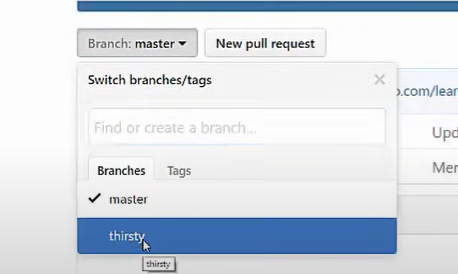 Branch: master
New pull request
Switch branches/tags
×
o.com/lear
Find or create a branch...
Upd
Branches
Tags
Mer
✓ master
thirsty
thirsty